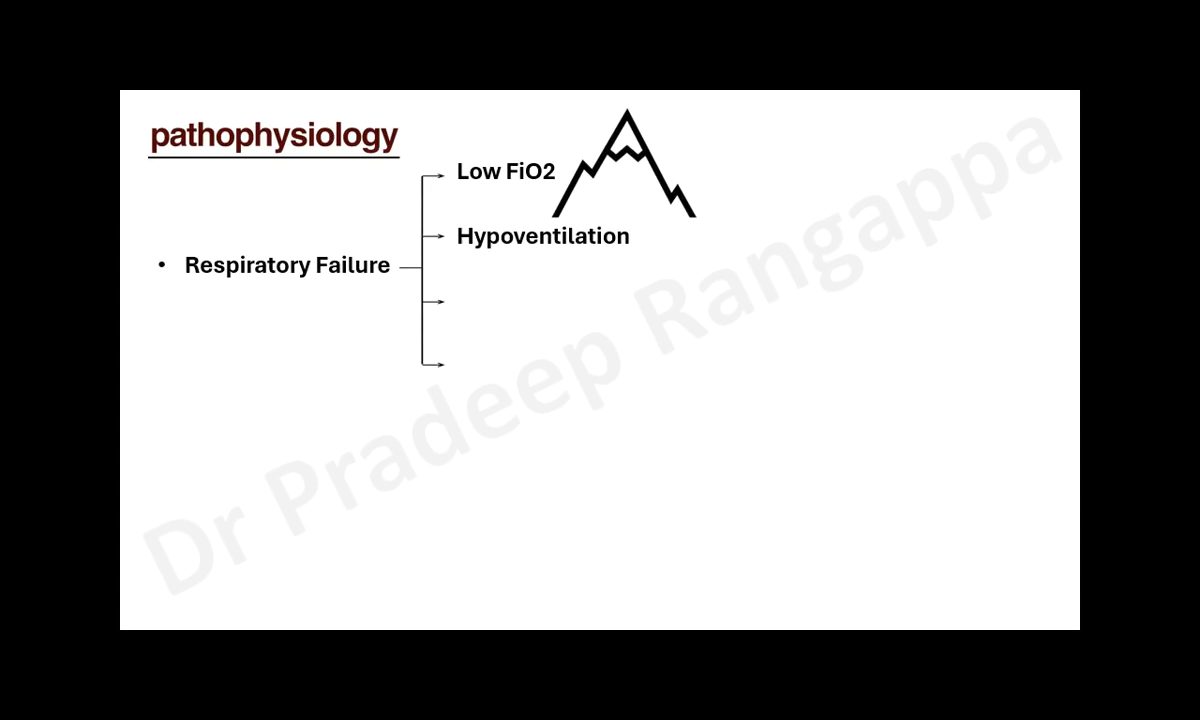 pathophysiology
Low FiO2
Hypoventilation
• Respiratory Failure
Dr Pradeep Rangappa